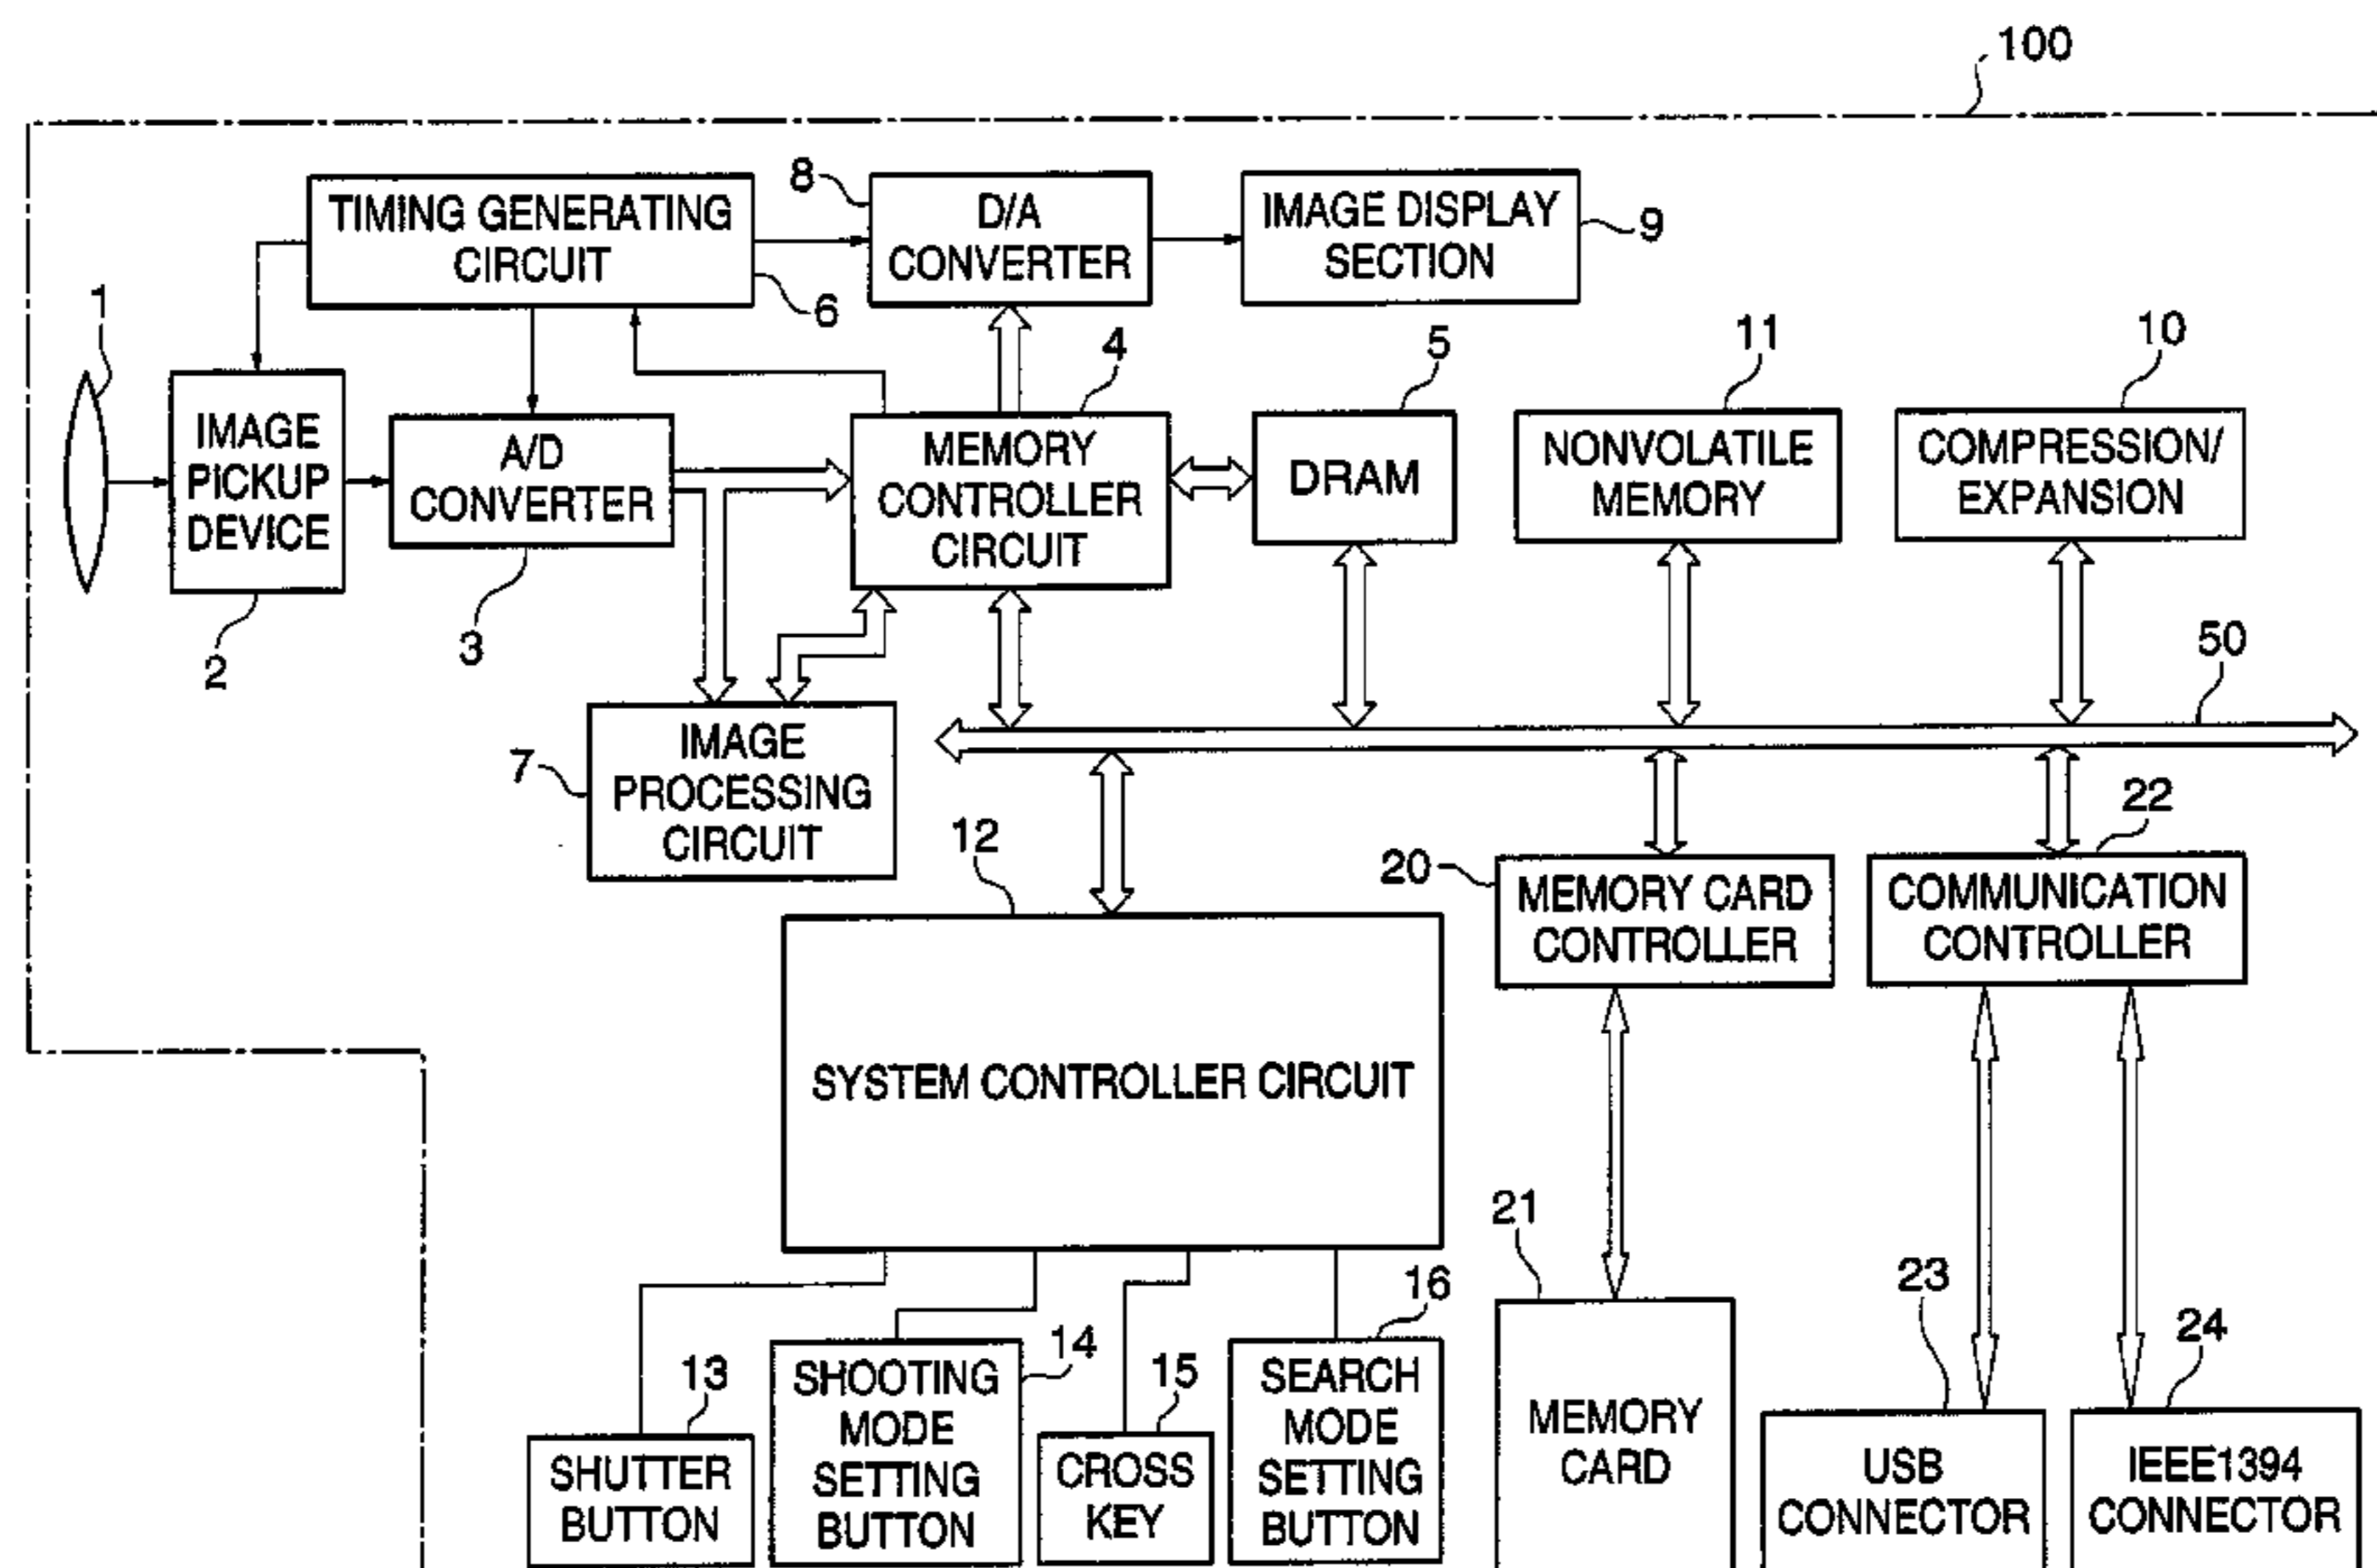 100
TIMING GENERATING
CIRCUIT
6
8
D/A
CONVERTER
IMAGE DISPLAY
SECTION
9
1
IMAGE
PICKUP
DEVICE
2
A/D
CONVERTER
3
MEMORY
CONTROLLER
CIRCUIT
4
DRAM
5
NONVOLATILE
MEMORY
11
COMPRESSION/
EXPANSION
10
50
7
IMAGE
PROCESSING
CIRCUIT
12
SYSTEM CONTROLLER CIRCUIT
20
MEMORY CARD
CONTROLLER
22
COMMUNICATION
CONTROLLER
13
SHUTTER
BUTTON
14
SHOOTING
MODE
SETTING
BUTTON
15
CROSS
KEY
16
SEARCH
MODE
SETTING
BUTTON
21
MEMORY
CARD
23
USB
CONNECTOR
24
IEEE1394
CONNECTOR